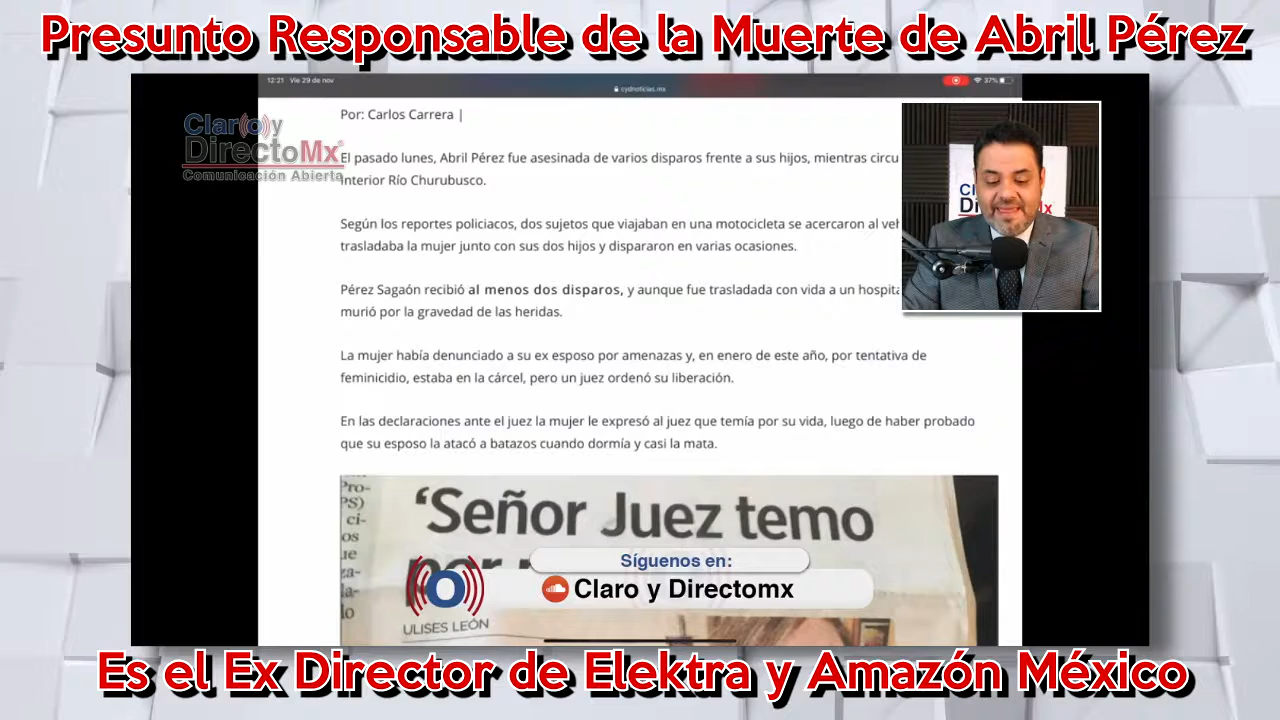 Presunto Responsable de la Muerte de Abril Pérez
12:21 Vie 29 de nov
cydnoticias.mx
37%
Por: Carlos Carrera |
Clar(o)y
DirectoMx
Comunicación Abierta
El pasado lunes, Abril Pérez fue asesinada de varios disparos frente a sus hijos, mientras circu
Interior Río Churubusco.
Según los reportes policiacos, dos sujetos que viajaban en una motocicleta se acercaron al veh
trasladaba la mujer junto con sus dos hijos y dispararon en varias ocasiones.
Pérez Sagaón recibió al menos dos disparos, y aunque fue trasladada con vida a un hospita
murió por la gravedad de las heridas.
La mujer había denunciado a su ex esposo por amenazas y, en enero de este año, por tentativa de
feminicidio, estaba en la cárcel, pero un juez ordenó su liberación.
En las declaraciones ante el juez la mujer le expresó al juez que temía por su vida, luego de haber probado
que su esposo la atacó a batazos cuando dormía y casi la mata.
‘Señor Juez temo
por
Síguenos en:
Claro y Directomx
ULISES LEÓN
Es el Ex Director de Elektra y Amazón México